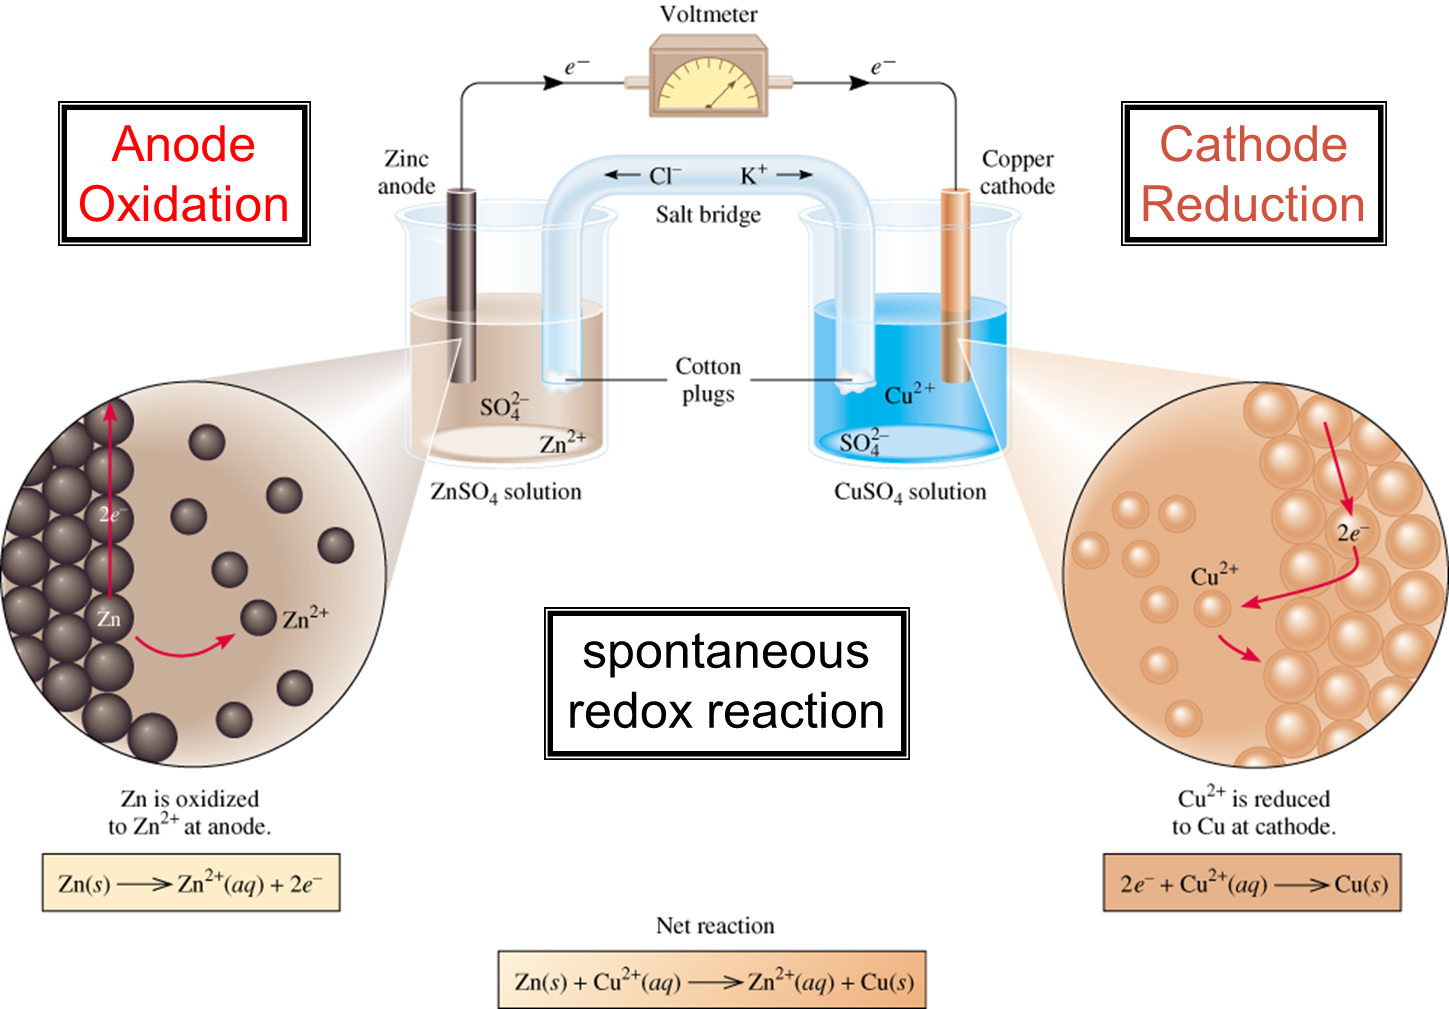 Voltmeter
e⁻
e⁻
Anode
Oxidation
Cathode
Reduction
Zinc
anode
Copper
cathode
Cl⁻
K⁺
Salt bridge
Cotton
plugs
SO₄²⁻
Zn²⁺
Cu²⁺
SO₄²⁻
ZnSO₄ solution
CuSO₄ solution
2e⁻
Zn
Zn²⁺
2e⁻
Cu²⁺
spontaneous
redox reaction
Zn is oxidized
to Zn²⁺ at anode.
Cu²⁺ is reduced
to Cu at cathode.
Zn(s) ⟶ Zn²⁺(aq) + 2e⁻
2e⁻ + Cu²⁺(aq) ⟶ Cu(s)
Net reaction
Zn(s) + Cu²⁺(aq) ⟶ Zn²⁺(aq) + Cu(s)